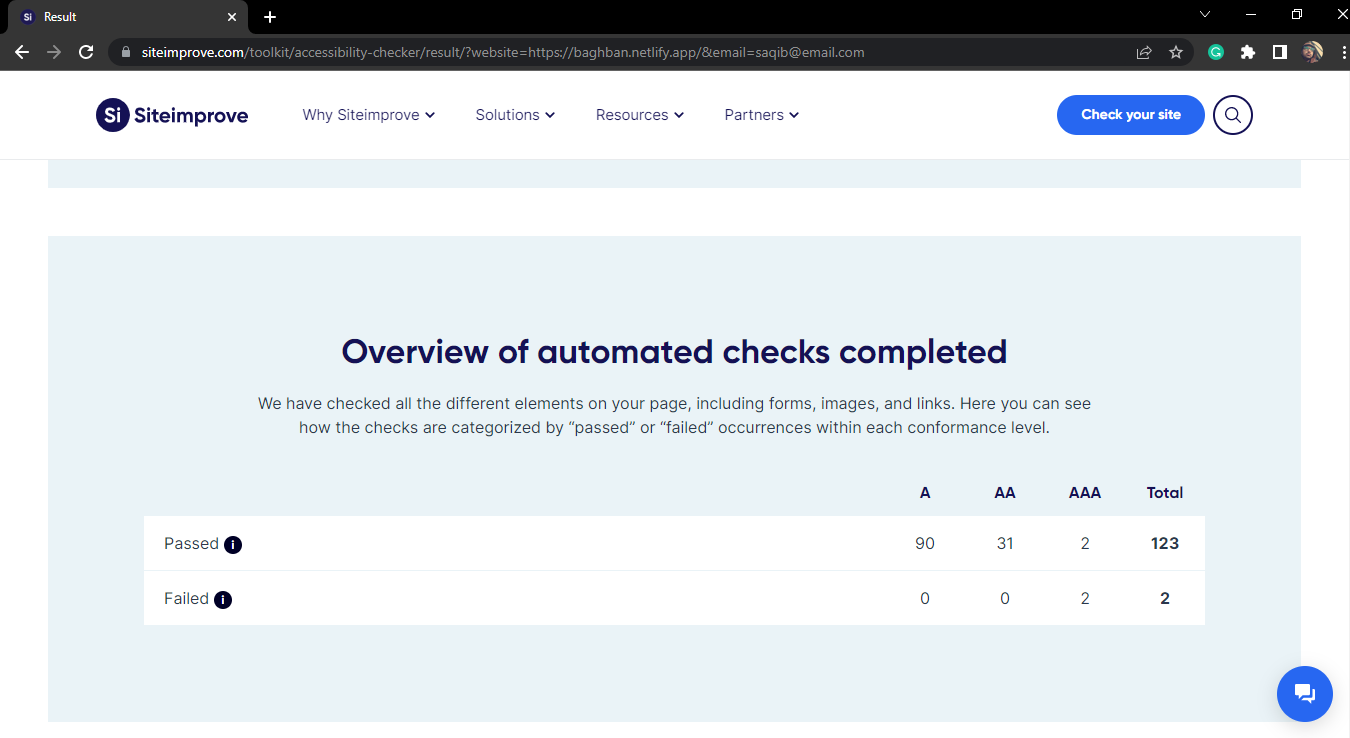 Si Result
siteimprove.com/toolkit/accessibility-checker/result/?website=https://baghban.netlify.app/&email=saqib@email.com
G
Si Siteimprove Why Siteimprove Solutions Resources Partners Check your site
Overview of automated checks completed
We have checked all the different elements on your page, including forms, images, and links. Here you can see
how the checks are categorized by “passed” or “failed” occurrences within each conformance level.
A AA AAA Total
Passed i 90 31 2 123
Failed i 0 0 2 2